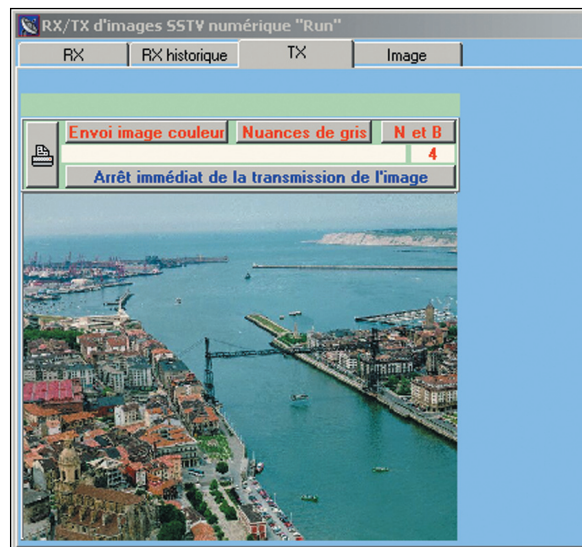 RX/TX d'images SSTV numérique "Run"
RX RX historique TX Image
Envoi image couleur Nuances de gris N et B
4
Arrêt immédiat de la transmission de l'image